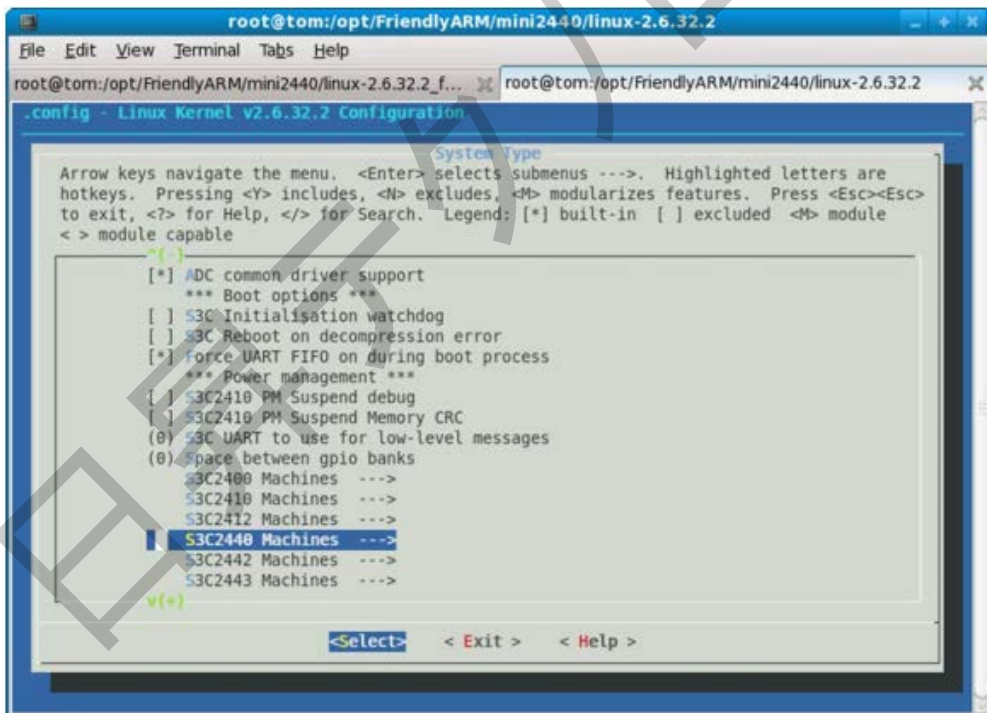 root@tom:/opt/FriendlyARM/mini2440/linux-2.6.32.2
File Edit View Terminal Tabs Help
root@tom:/opt/FriendlyARM/mini2440/linux-2.6.32.2_f... root@tom:/opt/FriendlyARM/mini2440/linux-2.6.32.2
.config - Linux Kernel v2.6.32.2 Configuration
System Type
Arrow keys navigate the menu. <Enter> selects submenus --->. Highlighted letters are
hotkeys. Pressing <Y> includes, <N> excludes, <M> modularizes features. Press <Esc><Esc>
to exit, <?> for Help, </> for Search. Legend: [*] built-in [ ] excluded <M> module
< > module capable
^(-)
[*] ADC common driver support
*** Boot options ***
[ ] S3C Initialisation watchdog
[ ] S3C Reboot on decompression error
[*] Force UART FIFO on during boot process
*** Power management ***
[ ] S3C2410 PM Suspend debug
[ ] S3C2410 PM Suspend Memory CRC
(0) S3C UART to use for low-level messages
(0) Space between gpio banks
S3C2400 Machines --->
S3C2410 Machines --->
S3C2412 Machines --->
S3C2440 Machines --->
S3C2442 Machines --->
S3C2443 Machines --->
v(+)
<Select> < Exit > < Help >